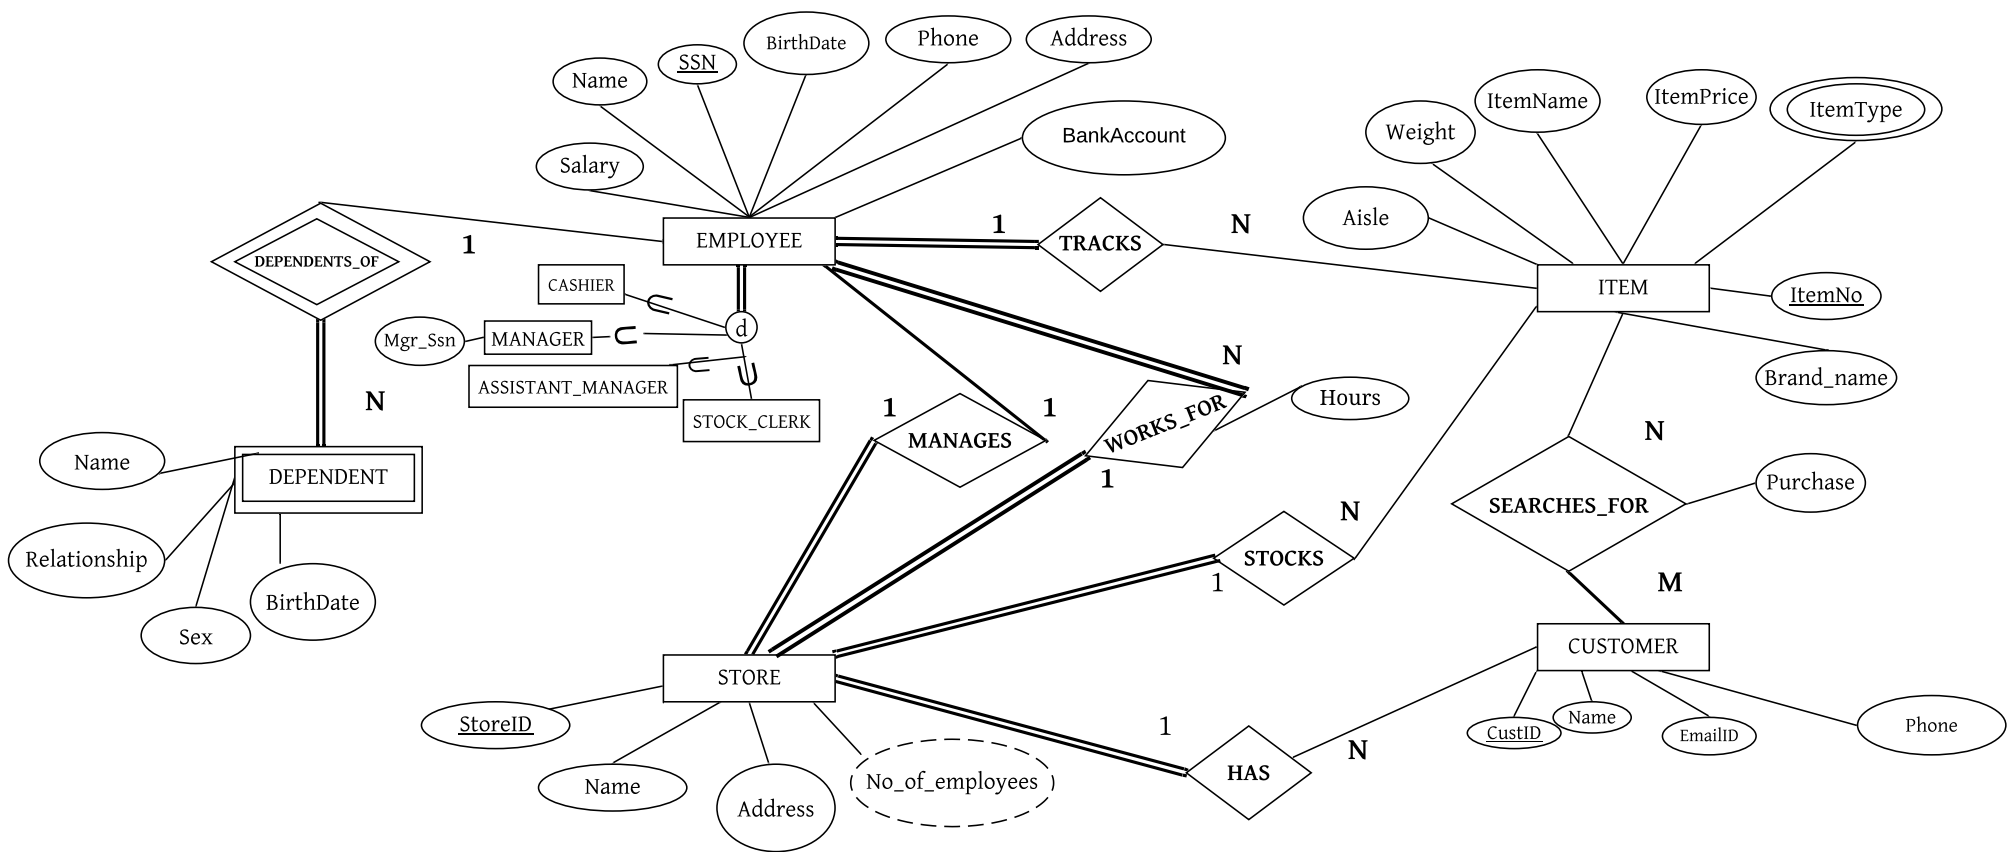 BirthDate
Phone
Address
SSN
Name
ItemName
ItemPrice
ItemType
Weight
BankAccount
Salary
Aisle
1
N
EMPLOYEE
TRACKS
1
DEPENDENTS_OF
CASHIER
ITEM
ItemNo
d
Mgr_Ssn
MANAGER
N
ASSISTANT_MANAGER
Brand_name
N
1
1
WORKS_FOR
Hours
STOCK_CLERK
MANAGES
N
Name
DEPENDENT
1
Purchase
SEARCHES_FOR
N
Relationship
STOCKS
1
M
BirthDate
Sex
CUSTOMER
STORE
StoreID
1
CustID
Name
EmailID
Phone
N
HAS
Name
Address
No_of_employees